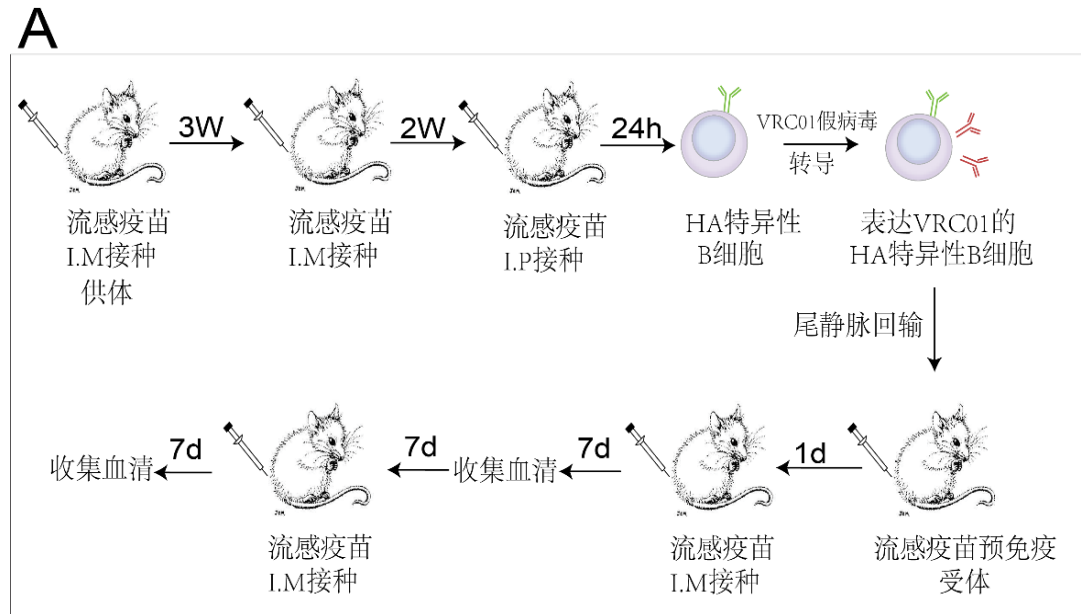 A
3W
2W
24h
VRC01假病毒
转导
流感疫苗
I.M接种
供体
流感疫苗
I.M接种
流感疫苗
I.P接种
HA特异性
B细胞
表达VRC01的
HA特异性B细胞
尾静脉回输
收集血清
7d
7d
收集血清
7d
1d
流感疫苗
I.M接种
流感疫苗
I.M接种
流感疫苗预免疫
受体